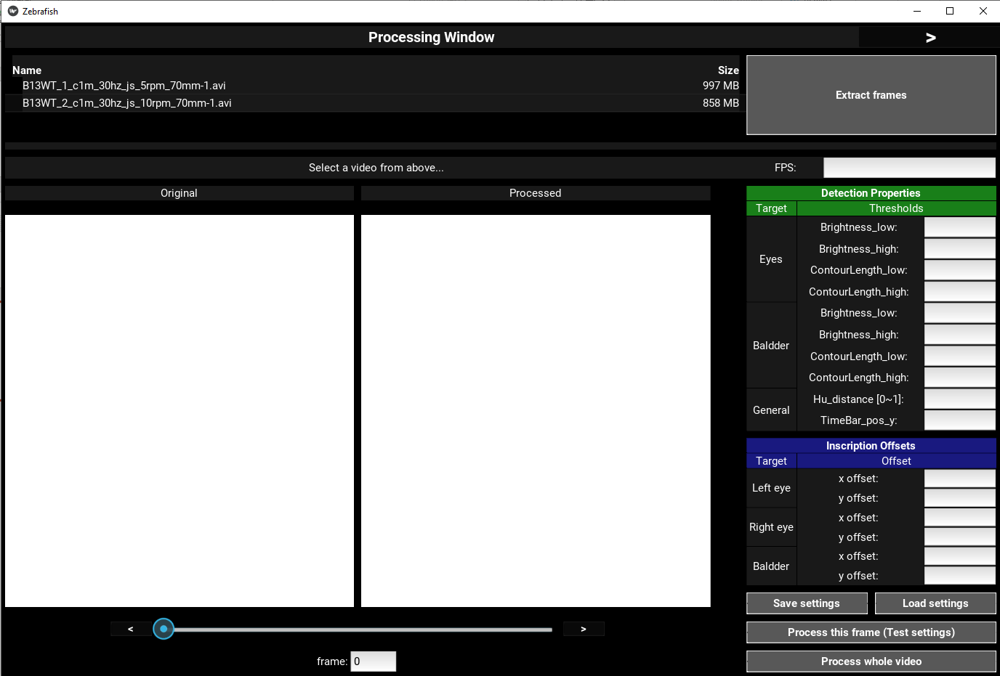 Zebrafish
Processing Window >
Name Size
B13WT_1_c1m_30hz_js_5rpm_70mm-1.avi 997 MB
B13WT_2_c1m_30hz_js_10rpm_70mm-1.avi 858 MB
Extract frames
Select a video from above... FPS:
Original Processed
Detection Properties
Target Thresholds
Eyes
Brightness_low:
Brightness_high:
ContourLength_low:
ContourLength_high:
Baldder
Brightness_low:
Brightness_high:
ContourLength_low:
ContourLength_high:
General
Hu_distance [0~1]:
TimeBar_pos_y:
Inscription Offsets
Target Offset
Left eye
x offset:
y offset:
Right eye
x offset:
y offset:
Baldder
x offset:
y offset:
Save settings Load settings
Process this frame (Test settings)
Process whole video
< >
frame: 0